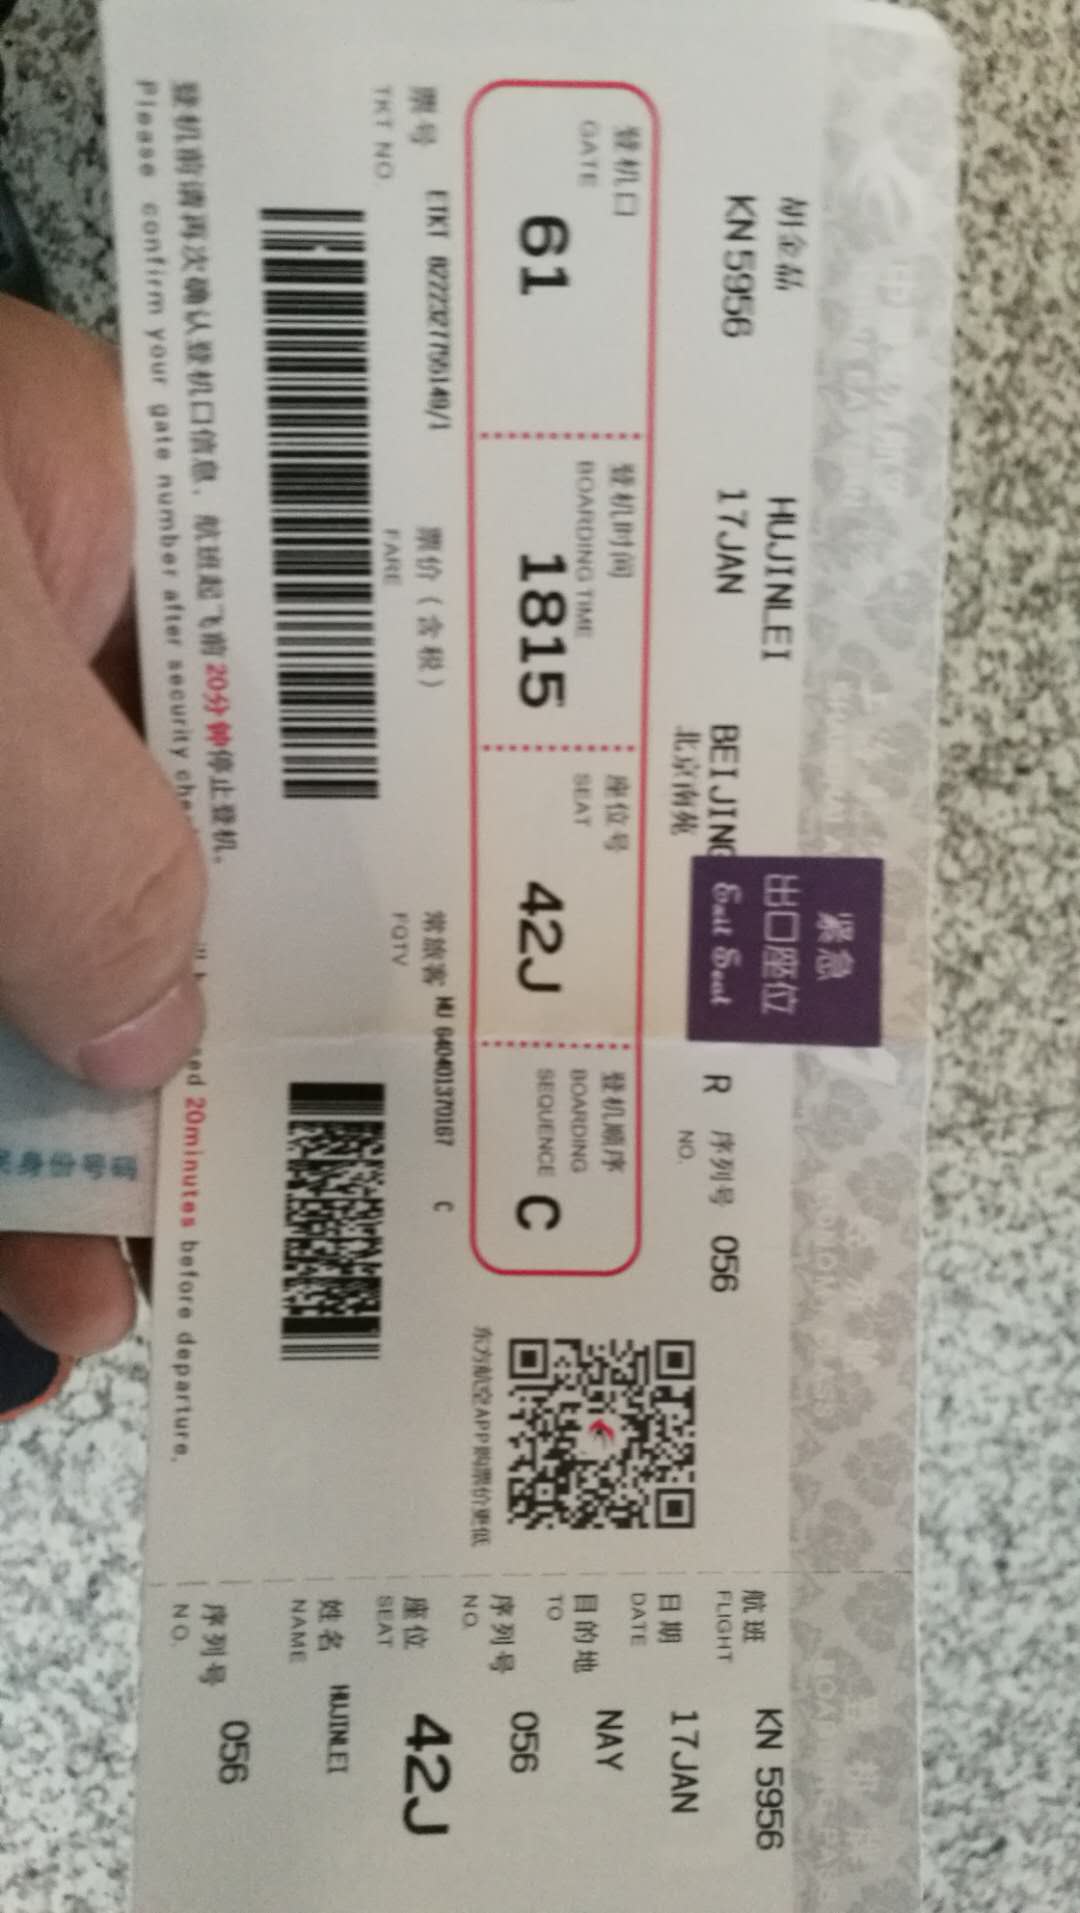 胡金磊 HUJINLEI
KN5956 17JAN BEIJING R 序列号 056
北京南苑 NO.
紧急
出口座位
Exit Seat
登机口 登机时间 座位号 登机顺序
GATE BOARDING TIME SEAT BOARDING
SEQUENCE
61 1815 42J C
票号 ETKT 8222327755149/1 票价（含税） 常旅客 MU 640401370167 C
TKT NO. FARE FQTV
东方航空APP购票价更低
登机前请再次确认登机口信息，航班起飞前20分钟停止登机。
Please confirm your gate number after security 20minutes before departure.
航班 KN 5956
FLIGHT
日期 17JAN
DATE
目的地 NAY
TO
序列号 056
NO.
座位 42J
SEAT
姓名 HUJINLEI
NAME
序列号 056
NO.